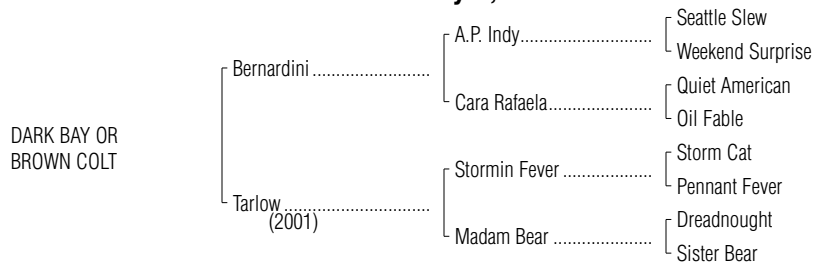 Seattle Slew
A.P. Indy
Weekend Surprise
Bernardini
Quiet American
Cara Rafaela
Oil Fable
DARK BAY OR
BROWN COLT
Storm Cat
Stormin Fever
Pennant Fever
Tarlow
(2001)
Dreadnought
Madam Bear
Sister Bear